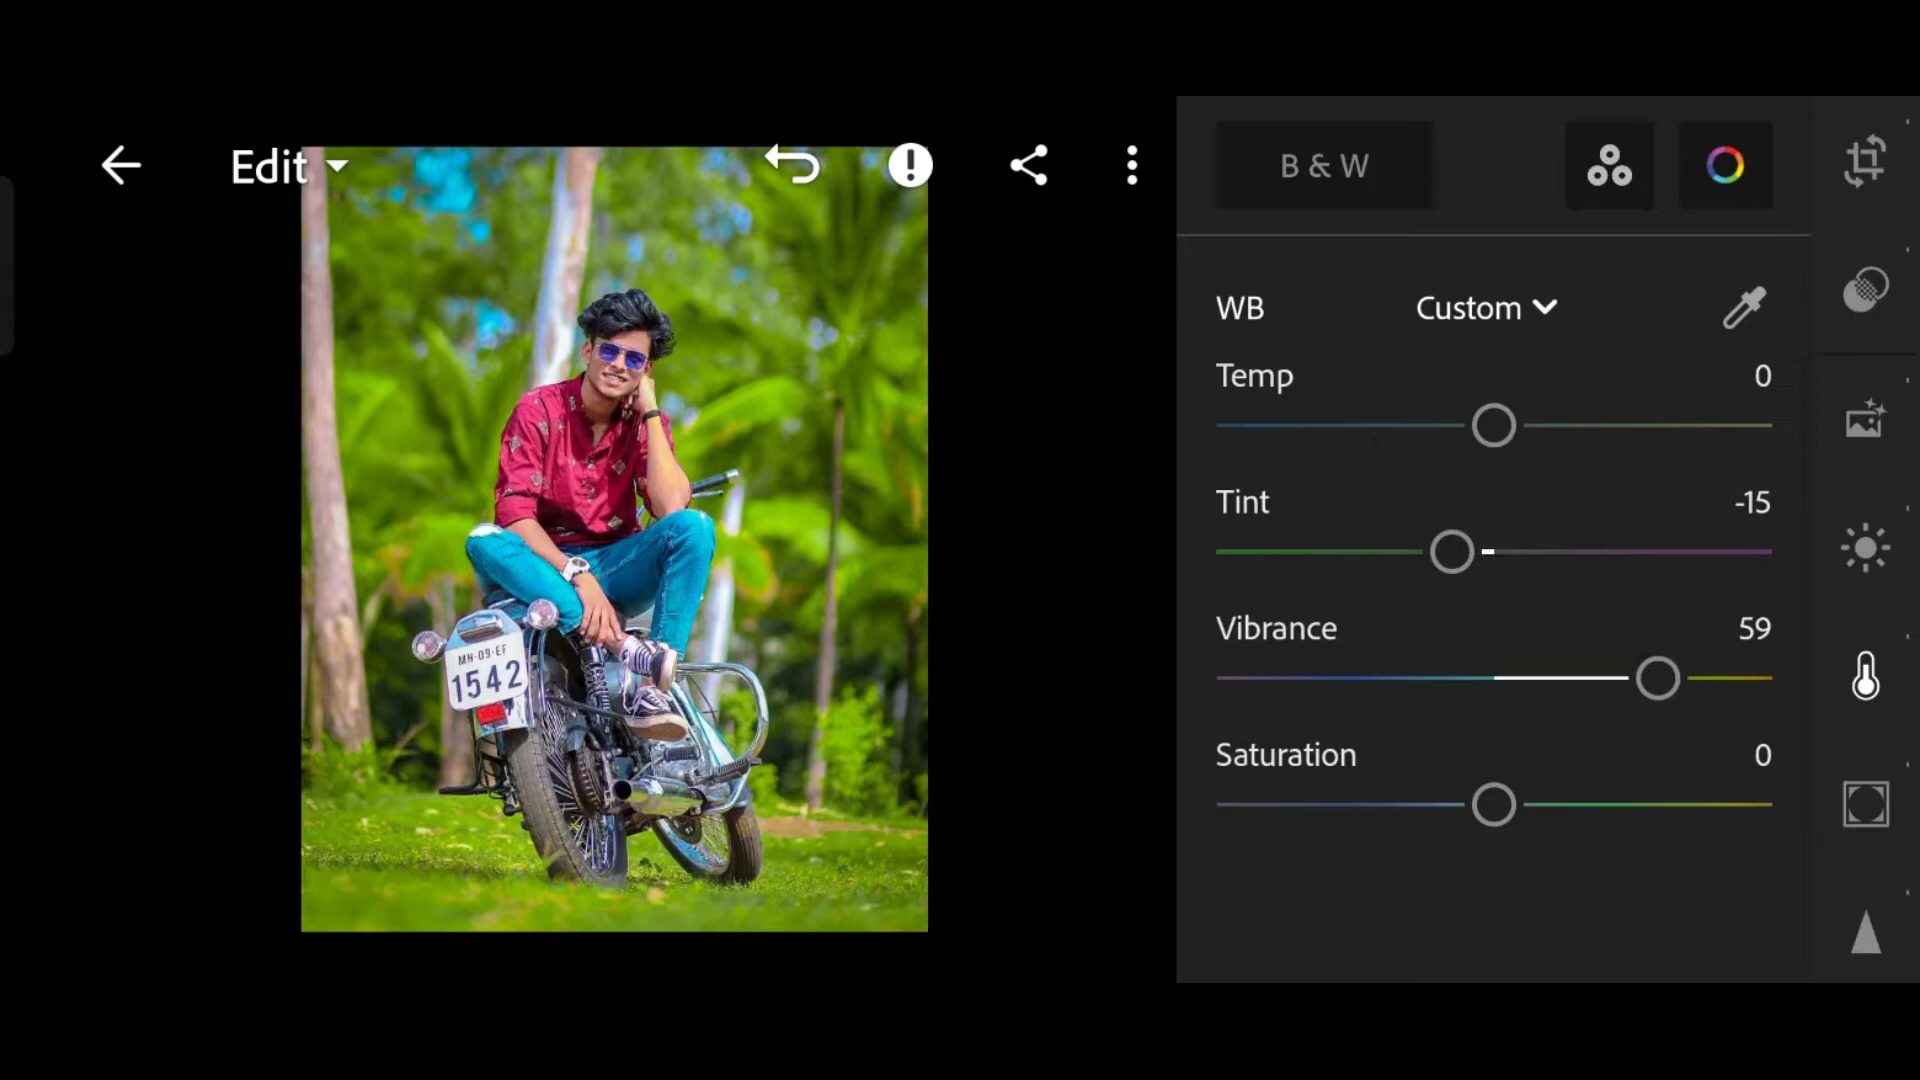 Edit
B & W
WB Custom
Temp 0
Tint -15
Vibrance 59
Saturation 0
MH·09·EF
1542